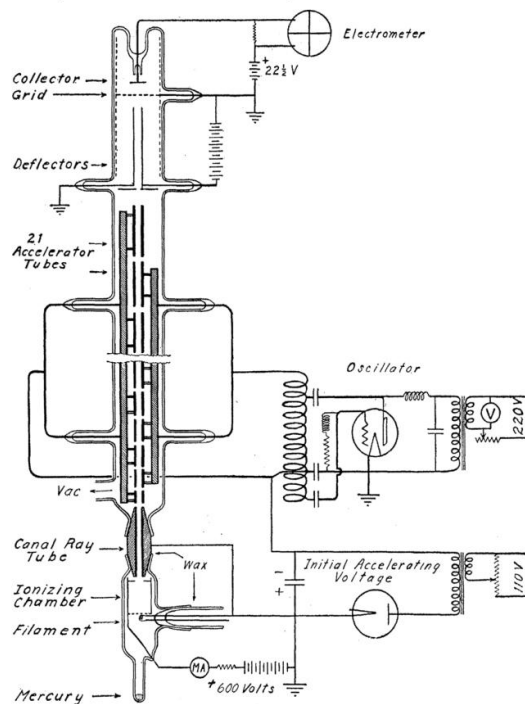 Electrometer
+
22½ V
Collector
Grid
Deflectors
21
Accelerator
Tubes
Oscillator
V
220V
Vac
Canal Ray
Tube
Wax
Ionizing
Chamber
Filament
Initial Accelerating
Voltage
-
+
110V
MA
+600 Volts
Mercury